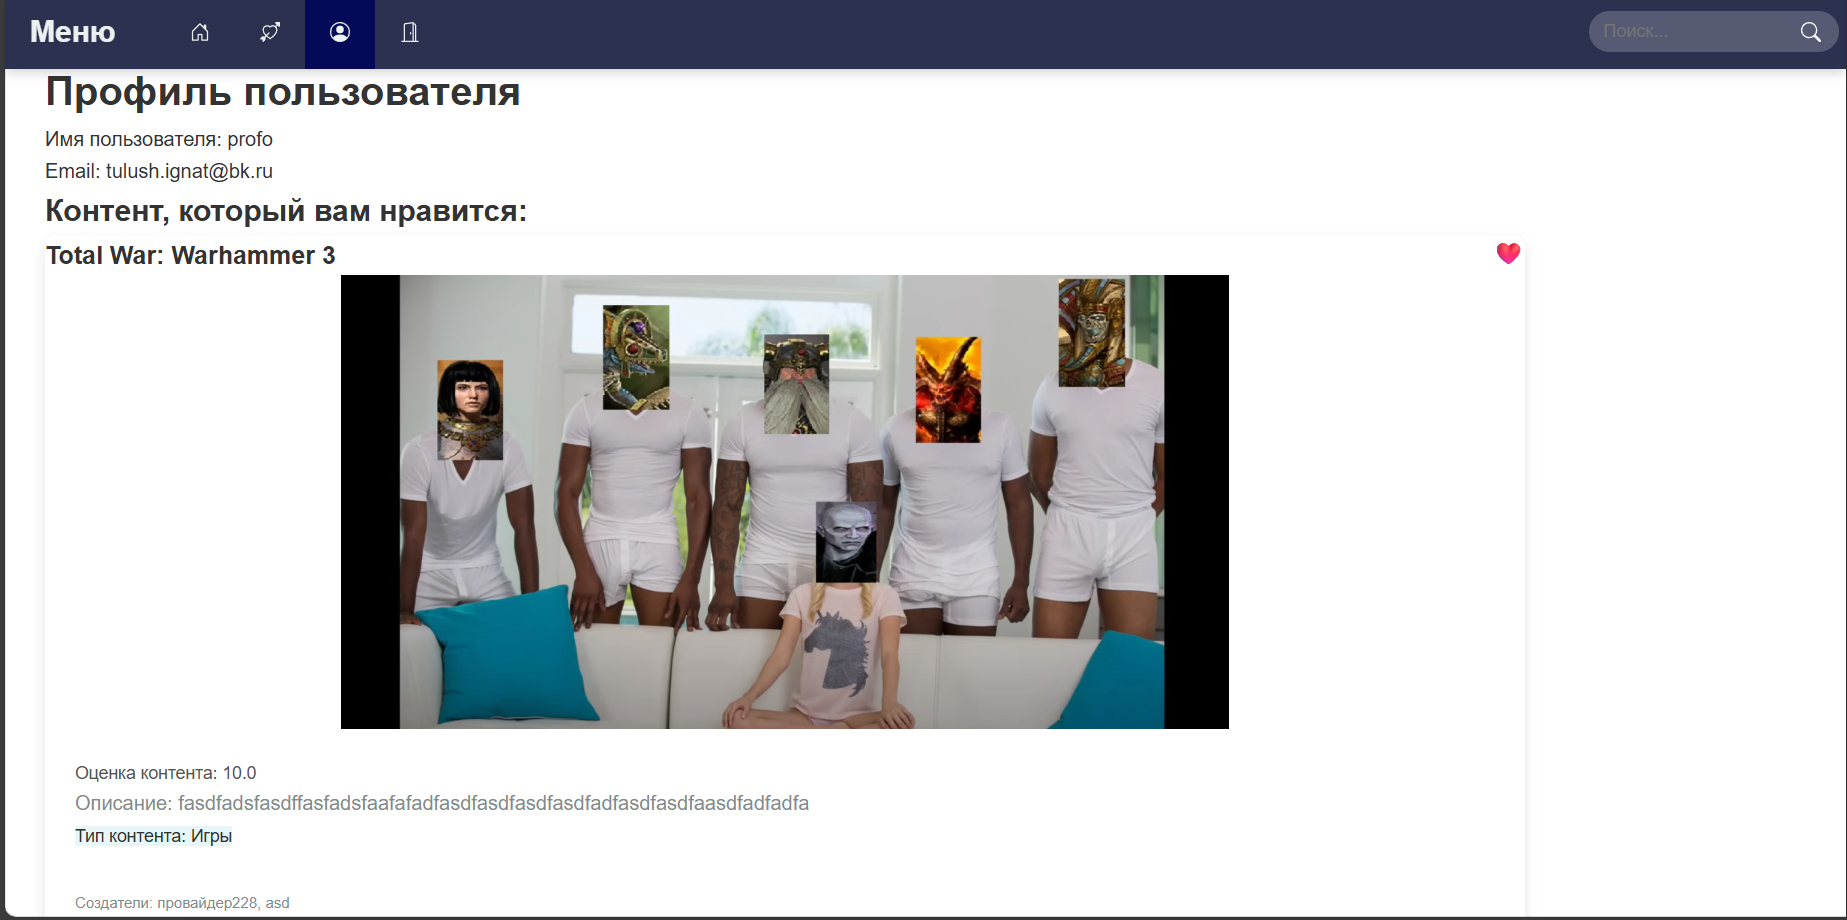 Меню
Поиск...
Профиль пользователя
Имя пользователя: profo
Email: tulush.ignat@bk.ru
Контент, который вам нравится:
Total War: Warhammer 3
Оценка контента: 10.0
Описание: fasdfadsfasdffasfadsfaafafadfasdfasdfasdfasdfadfasdfasdfaasdfadfadfa
Тип контента: Игры
Создатели: провайдер228, asd